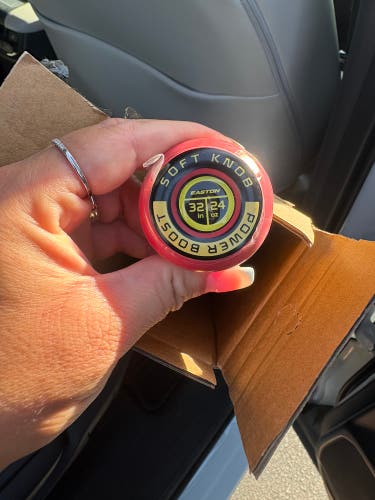 SOFT KNOB
EASTON
32 24
in oz
POWER BOOST